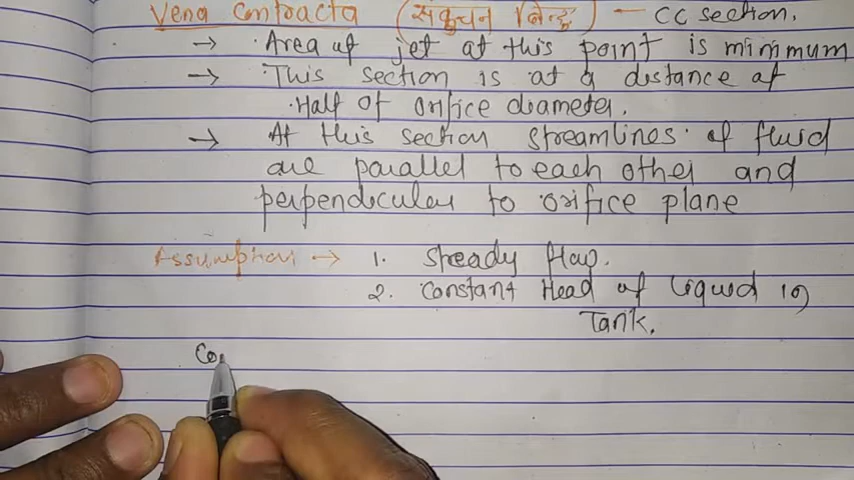 Vena Contracta (संकुचन बिन्दु) ← CC section.
→ Area of jet at this point is minimum
→ This section is at a distance of
Half of orifice diameter.
→ At this section streamlines of fluid
are parallel to each other and
perpendicular to orifice plane
Assumption → 1. Steady flow.
2. Constant Head of liquid in
Tank.
Co